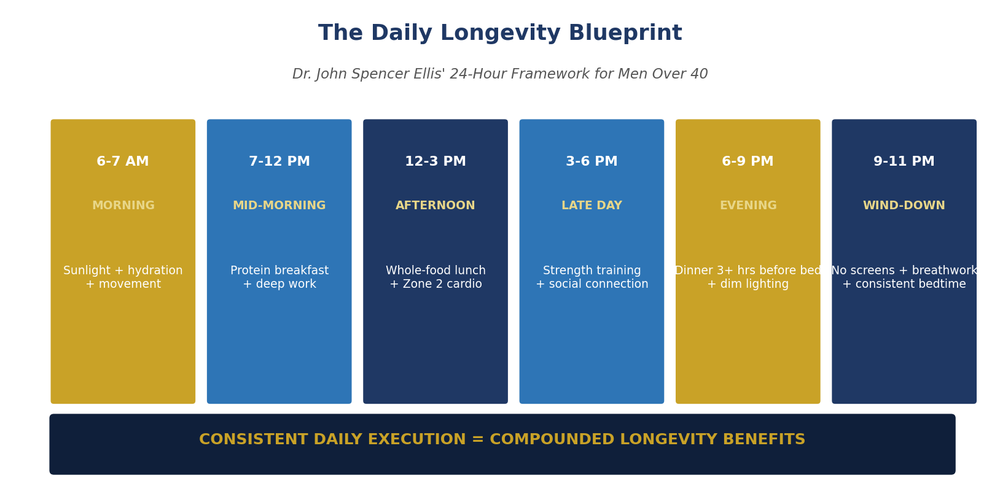 The Daily Longevity Blueprint
Dr. John Spencer Ellis' 24-Hour Framework for Men Over 40
6-7 AM
MORNING
Sunlight + hydration
+ movement
7-12 PM
MID-MORNING
Protein breakfast
+ deep work
12-3 PM
AFTERNOON
Whole-food lunch
+ Zone 2 cardio
3-6 PM
LATE DAY
Strength training
+ social connection
6-9 PM
EVENING
Dinner 3+ hrs before bed
+ dim lighting
9-11 PM
WIND-DOWN
No screens + breathwork
+ consistent bedtime
CONSISTENT DAILY EXECUTION = COMPOUNDED LONGEVITY BENEFITS